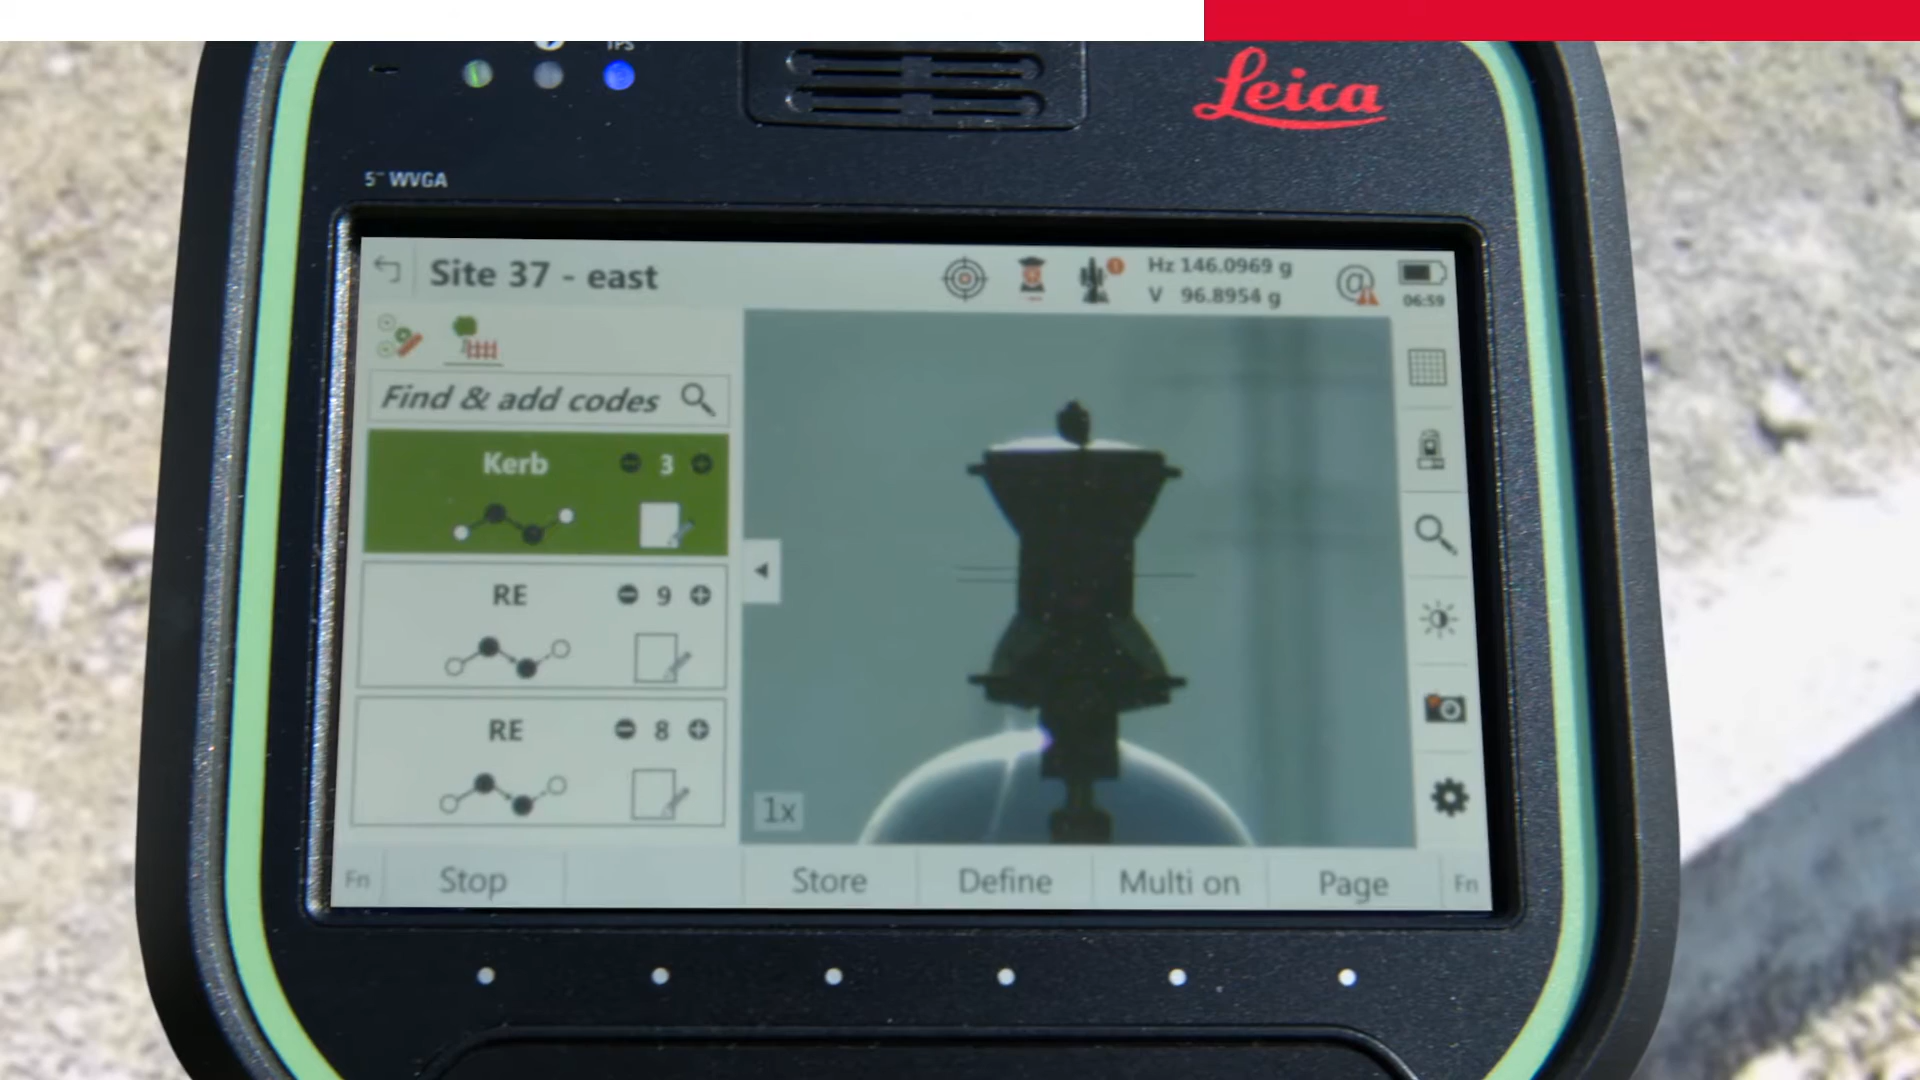 TPS
Leica
5" WVGA
Site 37 - east
Hz 146.0969 g
V 96.8954 g
06:59
Find & add codes
Kerb 3
RE 9
RE 8
1x
Fn Stop Store Define Multi on Page Fn